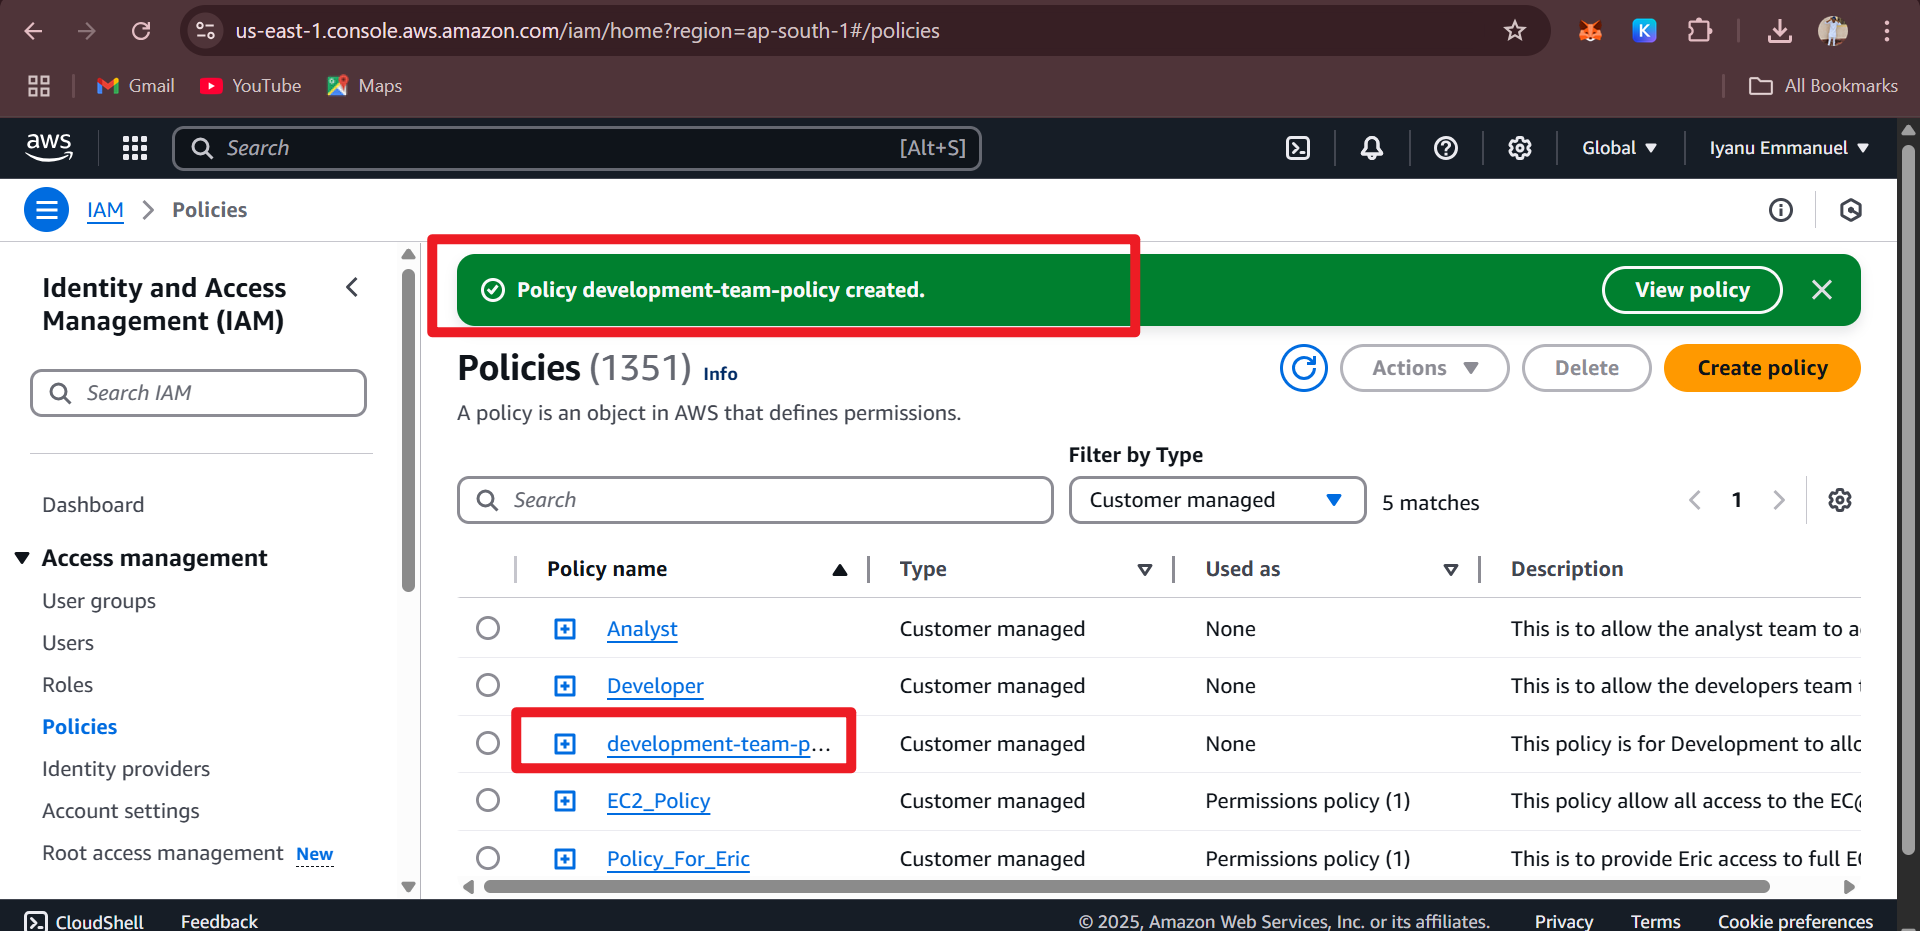 us-east-1.console.aws.amazon.com/iam/home?region=ap-south-1#/policies
Gmail
YouTube
Maps
All Bookmarks
aws
Search
[Alt+S]
Global
Iyanu Emmanuel
IAM
Policies
Identity and Access
Management (IAM)
Search IAM
Dashboard
Access management
User groups
Users
Roles
Policies
Identity providers
Account settings
Root access management New
Policy development-team-policy created.
View policy
Policies (1351) Info
Actions
Delete
Create policy
A policy is an object in AWS that defines permissions.
Filter by Type
Search
Customer managed
5 matches
1
Policy name Type Used as Description
Analyst Customer managed None This is to allow the analyst team to a
Developer Customer managed None This is to allow the developers team
development-team-p... Customer managed None This policy is for Development to allo
EC2_Policy Customer managed Permissions policy (1) This policy allow all access to the EC@
Policy_For_Eric Customer managed Permissions policy (1) This is to provide Eric access to full E
CloudShell Feedback © 2025, Amazon Web Services, Inc. or its affiliates. Privacy Terms Cookie preferences